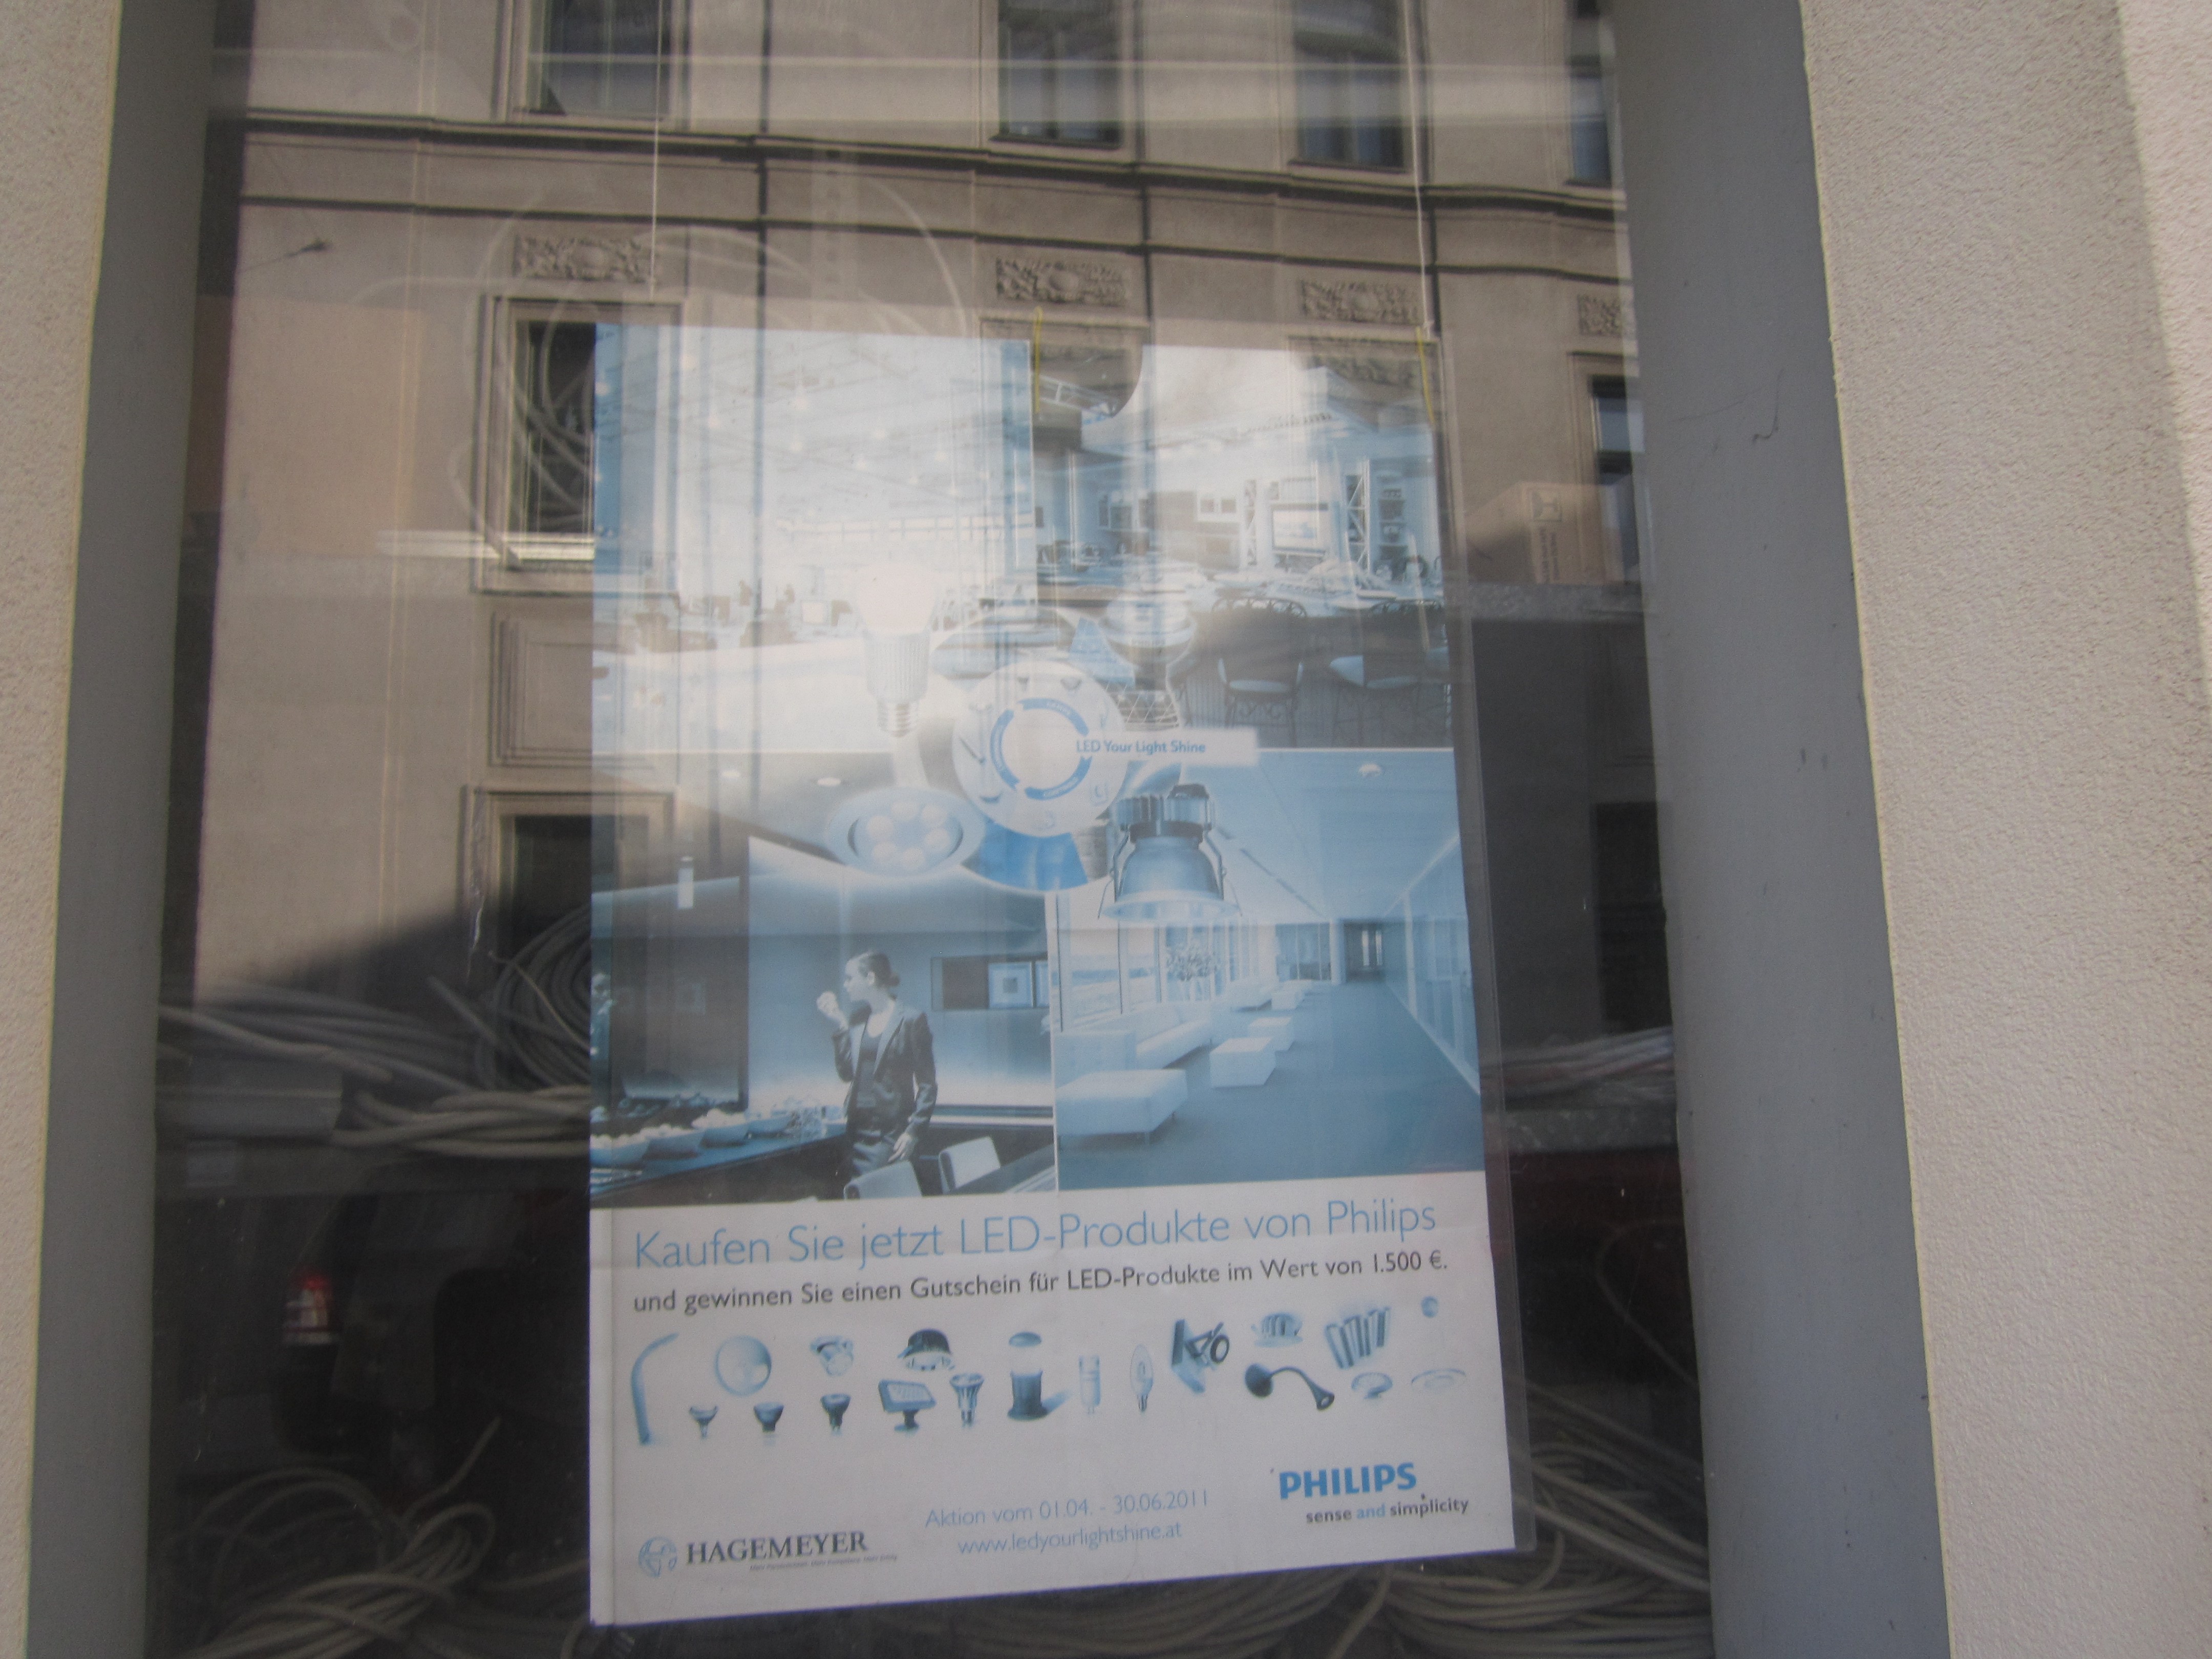 LED Your Light Shine
Kaufen Sie jetzt LED-Produkte von Philips
und gewinnen Sie einen Gutschein für LED-Produkte im Wert von 1.500 €.
PHILIPS
sense and simplicity
Aktion vom 01.04. - 30.06.2011
www.ledyourlightshine.at
HAGEMEYER